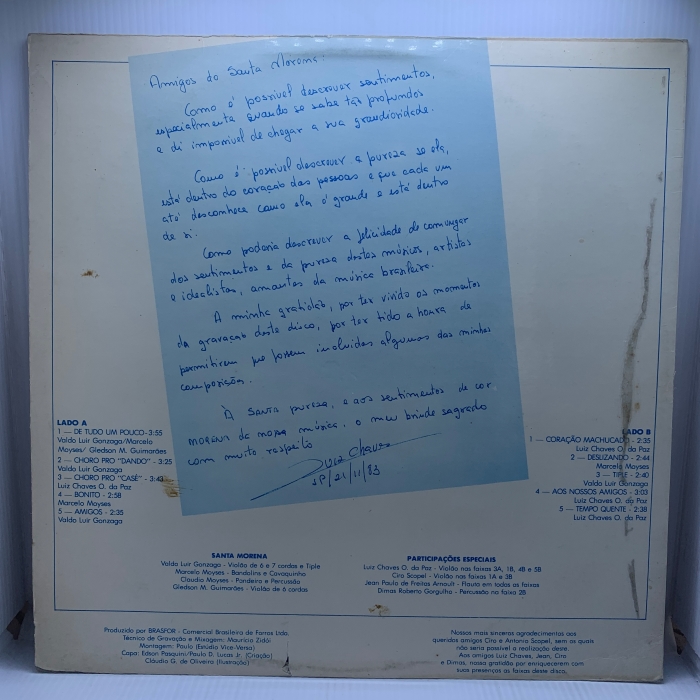 Amigos do Santa Morena:
Como é possivel descrever sentimentos,
especialmente quando se sabe tão profundos
e di impossivel de chegar a sua grandiosidade.
Como é possivel descrever a pureza se ela,
está dentro do coração das pessoas e que cada um
até desconhece como ela é grande e está dentro
de si.
Como poderia descrever a felicidade de comungar
dos sentimentos e da pureza destes músicos, artistas
e idealistas, amantes da música brasileira.
A minha gratidão, por ter vivido os momentos
da gravação deste disco, por ter tido a honra de
permitirem que fossem incluidas algumas das minhas
composições.
À Santa pureza, e aos sentimentos de cor
morena de nossa música, o meu brinde sagrado
com muito respeito
Luiz Chaves
SP/21/11/83
LADO A
1 — DE TUDO UM POUCO - 3:55
Valdo Luir Gonzaga/Marcelo
Moyses/ Gledson M. Guimarães
2 — CHORO PRO "DANDO" - 3:25
Valdo Luir Gonzaga
3 — CHORO PRO "CASÉ" - 3:43
Luiz Chaves O. da Paz
4 — BONITO - 2:58
Marcelo Moyses
5 — AMIGOS - 2:35
Valdo Luir Gonzaga
LADO B
1 — CORAÇÃO MACHUCADO - 2:35
Luiz Chaves O. da Paz
2 — DESLIZANDO - 2:44
Marcelo Moyses
3 — TIPLE - 2:40
Valdo Luir Gonzaga
4 — AOS NOSSOS AMIGOS - 3:03
Luiz Chaves O. da Paz
5 — TEMPO QUENTE - 2:38
Luiz Chaves O. da Paz
SANTA MORENA
Valdo Luir Gonzaga - Violão de 6 e 7 cordas e Tiple
Marcelo Moyses - Bandolins e Cavaquinho
Claudio Moyses - Pandeiro e Percussão
Gledson M. Guimarães - Violão de 6 cordas
PARTICIPAÇÕES ESPECIAIS
Luiz Chaves O. da Paz - Violão nas faixas 3A, 1B, 4B e 5B
Ciro Scopel - Violão nas faixas 1A e 3B
Jean Paulo de Freitas Arnoult - Flauta em todas as faixas
Dimas Roberto Gorgulho - Percussão na faixa 2B
Produzido por BRASFOR - Comercial Brasileira de Forros Ltda.
Técnico de Gravação e Mixagem: Mauricio Zidói
Montagem: Paulo (Estúdio Vice-Versa)
Capa: Edson Pasquini/Paulo D. Lucas Jr. (Criação)
Cláudia G. de Oliveira (Ilustração)
Nossos mais sinceros agradecimentos aos
queridos amigos Ciro e Antonio Scopel, sem os quais
não seria possível a realização deste.
Aos amigos Luiz Chaves, Jean, Ciro
e Dimas, nossa gratidão por enriquecerem com
suas presenças as faixas deste disco.